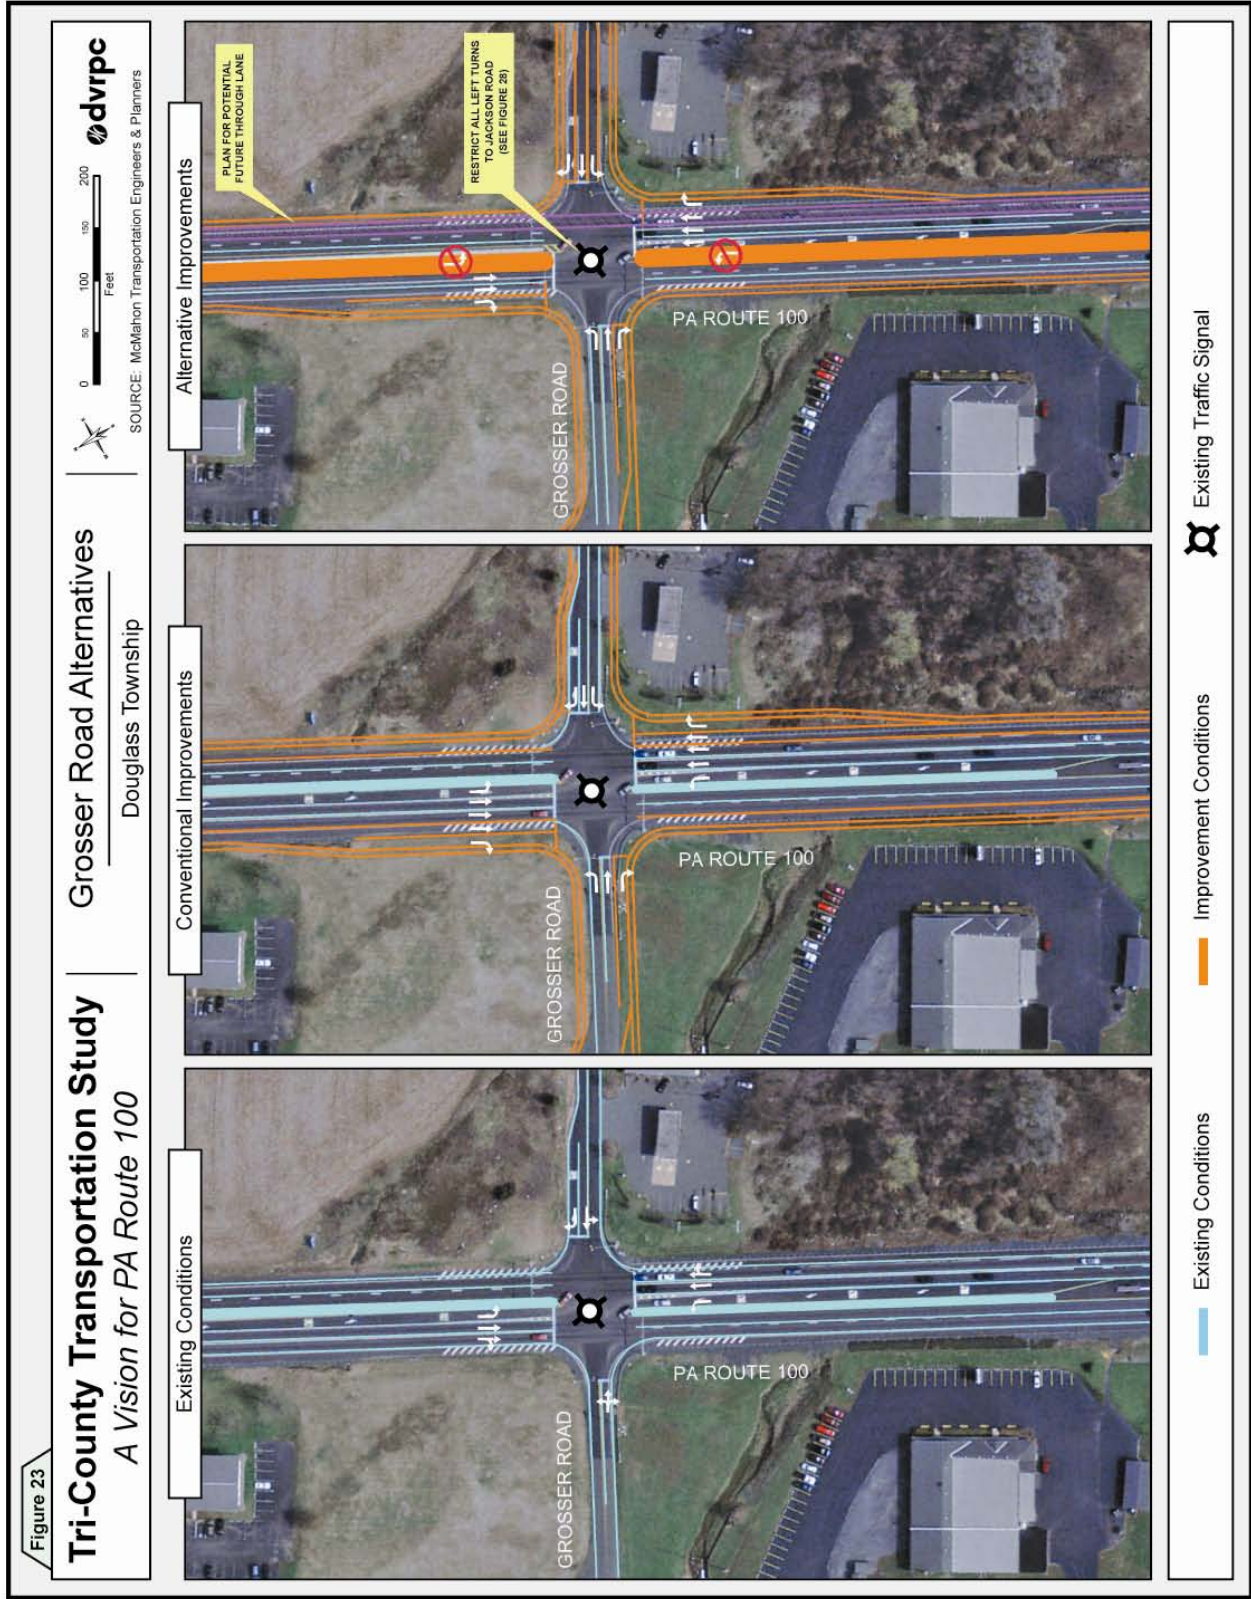 Figure 23
Tri-County Transportation Study
A Vision for PA Route 100
Grosser Road Alternatives
Douglass Township
0 50 100 150 200
Feet
dvrpc
SOURCE: McMahon Transportation Engineers & Planners
Existing Conditions
GROSSER ROAD
PA ROUTE 100
Conventional Improvements
GROSSER ROAD
PA ROUTE 100
Alternative Improvements
PLAN FOR POTENTIAL
FUTURE THROUGH LANE
RESTRICT ALL LEFT TURNS
TO JACKSON ROAD
(SEE FIGURE 28)
GROSSER ROAD
PA ROUTE 100
Existing Conditions
Improvement Conditions
Existing Traffic Signal